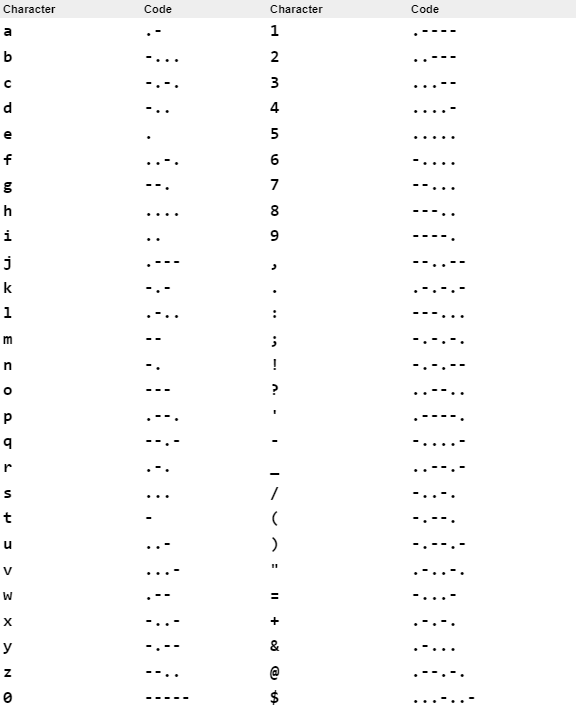 Character Code Character Code
a .- 1 .----
b -... 2 ..---
c -.-. 3 ...--
d -.. 4 ....-
e . 5 .....
f ..-. 6 -....
g --. 7 --...
h .... 8 ---..
i .. 9 ----.
j .--- , --..--
k -.- . .-.-.-
l .-.. : ---...
m -- ; -.-.-.
n -. ! -.-.--
o --- ? ..--..
p .--. ' .----.
q --.- - -....-
r .-. _ ..--.-
s ... / -..-.
t - ( -.--.
u ..- ) -.--.-
v ...- " .-..-.
w .-- = -...-
x -..- + .-.-.
y -.-- & .-...
z --.. @ .--.-.
0 ----- $ ...-..-